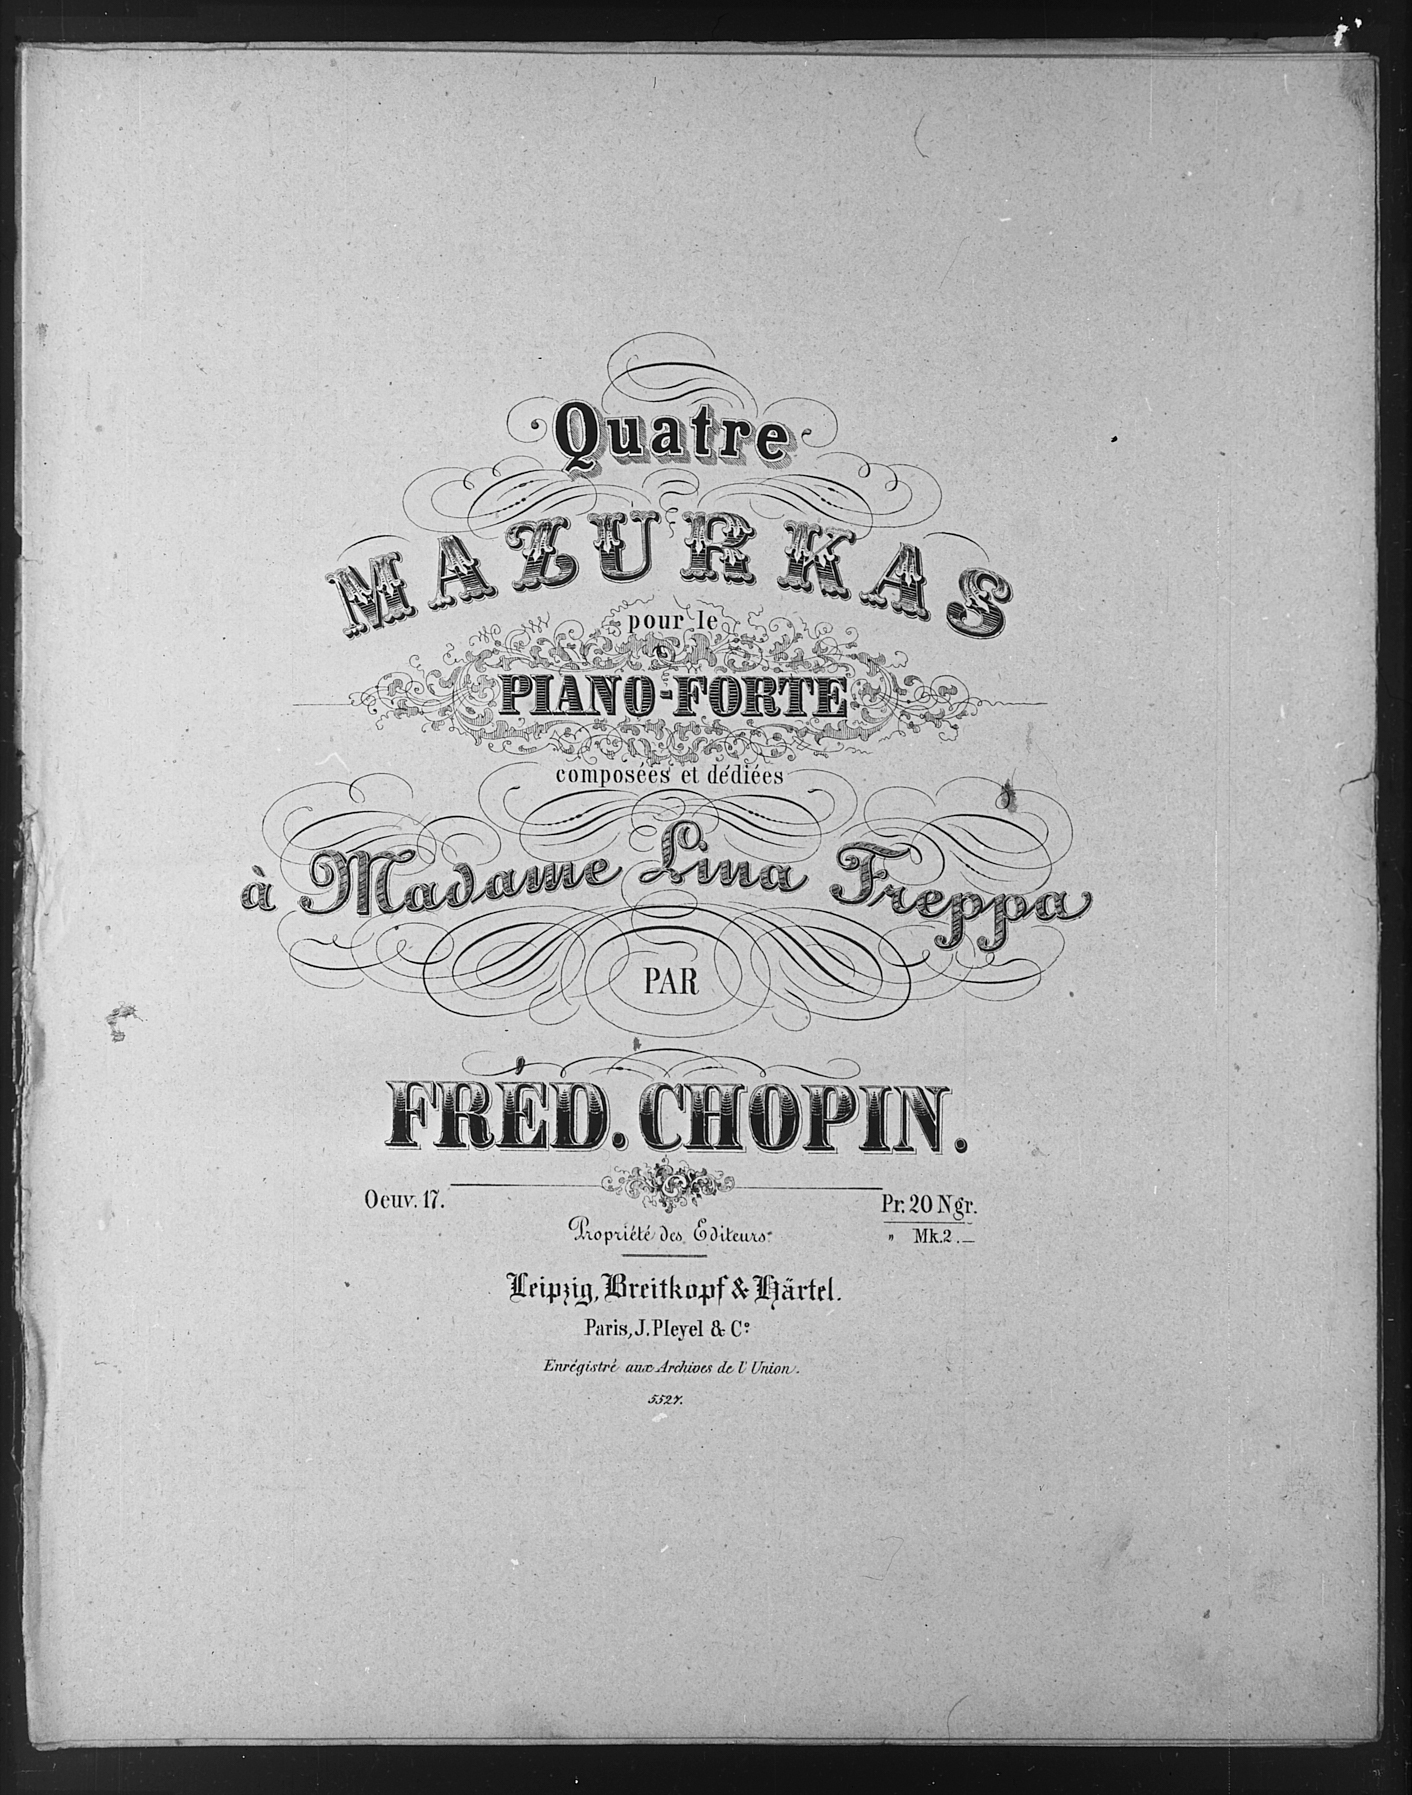 Quatre
MAZURKAS
pour le
PIANO-FORTE
composées et dédiées
à Madame Lina Freppa
PAR
FRÉD. CHOPIN.
Oeuv. 17.
Pr. 20 Ngr.
" Mk. 2. —
Propriété des Editeurs.
Leipzig, Breitkopf & Härtel.
Paris, J. Pleyel & Cº
Enrégistré aux Archives de l'Union.
5527.